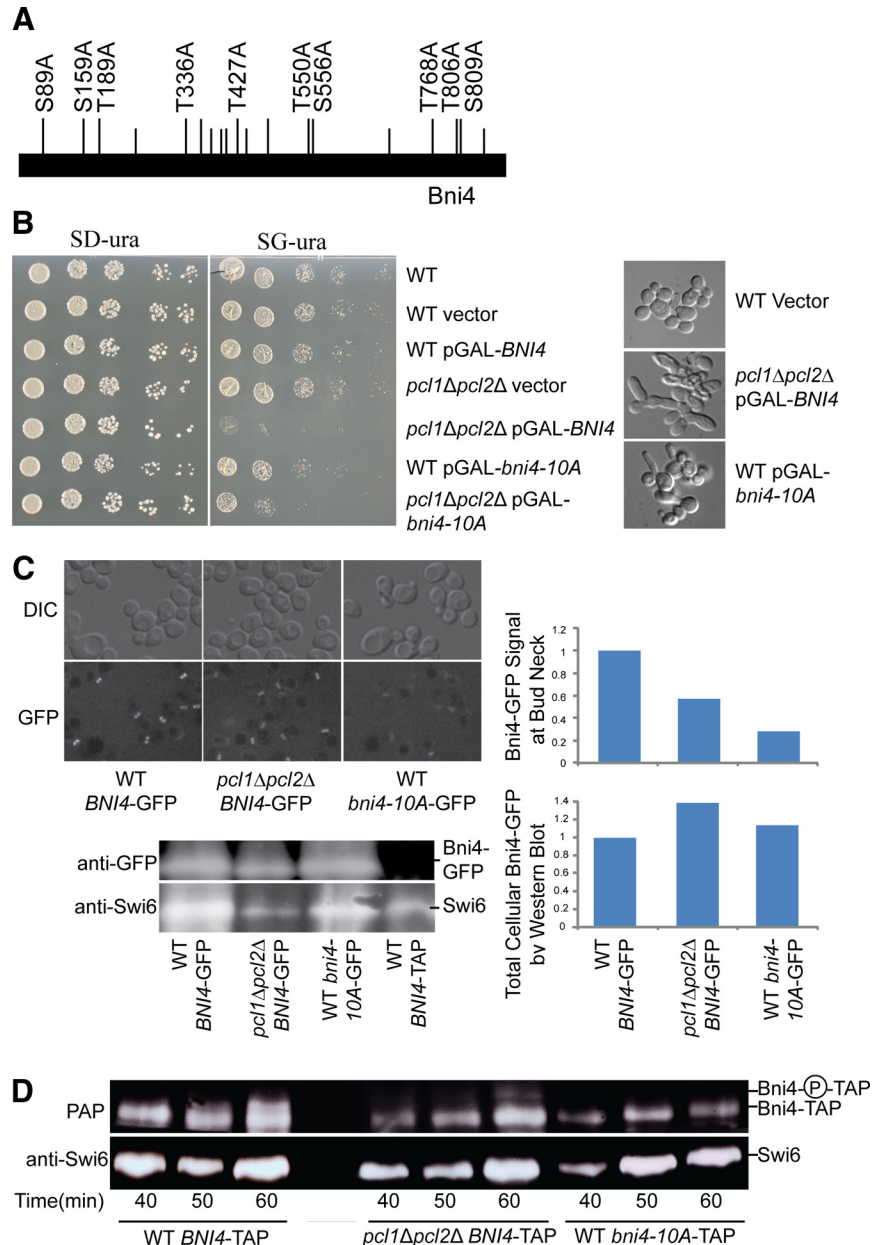 A
S89A
S159A
T189A
T336A
T427A
T550A
S556A
T768A
T806A
S809A
Bni4
B
SD-ura
SG-ura
WT
WT vector
WT pGAL-BNI4
pcl1Δpcl2Δ vector
pcl1Δpcl2Δ pGAL-BNI4
WT pGAL-bni4-10A
pcl1Δpcl2Δ pGAL-
bni4-10A
WT Vector
pcl1Δpcl2Δ
pGAL-BNI4
WT pGAL-
bni4-10A
C
DIC
GFP
WT
BNI4-GFP
pcl1Δpcl2Δ
BNI4-GFP
WT
bni4-10A-GFP
anti-GFP
Bni4-
GFP
anti-Swi6
Swi6
WT
BNI4-GFP
pcl1Δpcl2Δ
BNI4-GFP
WT bni4-
10A-GFP
WT
BNI4-TAP
Bni4-GFP Signal
at Bud Neck
1.2
1
0.8
0.6
0.4
0.2
0
Total Cellular Bni4-GFP
by Western Blot
1.4
1.2
1
0.8
0.6
0.4
0.2
0
WT
BNI4-GFP
pcl1Δpcl2Δ
BNI4-GFP
WT bni4-
10A-GFP
D
PAP
Bni4-Ⓟ-TAP
Bni4-TAP
anti-Swi6
Swi6
Time(min) 40 50 60 40 50 60 40 50 60
WT BNI4-TAP
pcl1Δpcl2Δ BNI4-TAP
WT bni4-10A-TAP